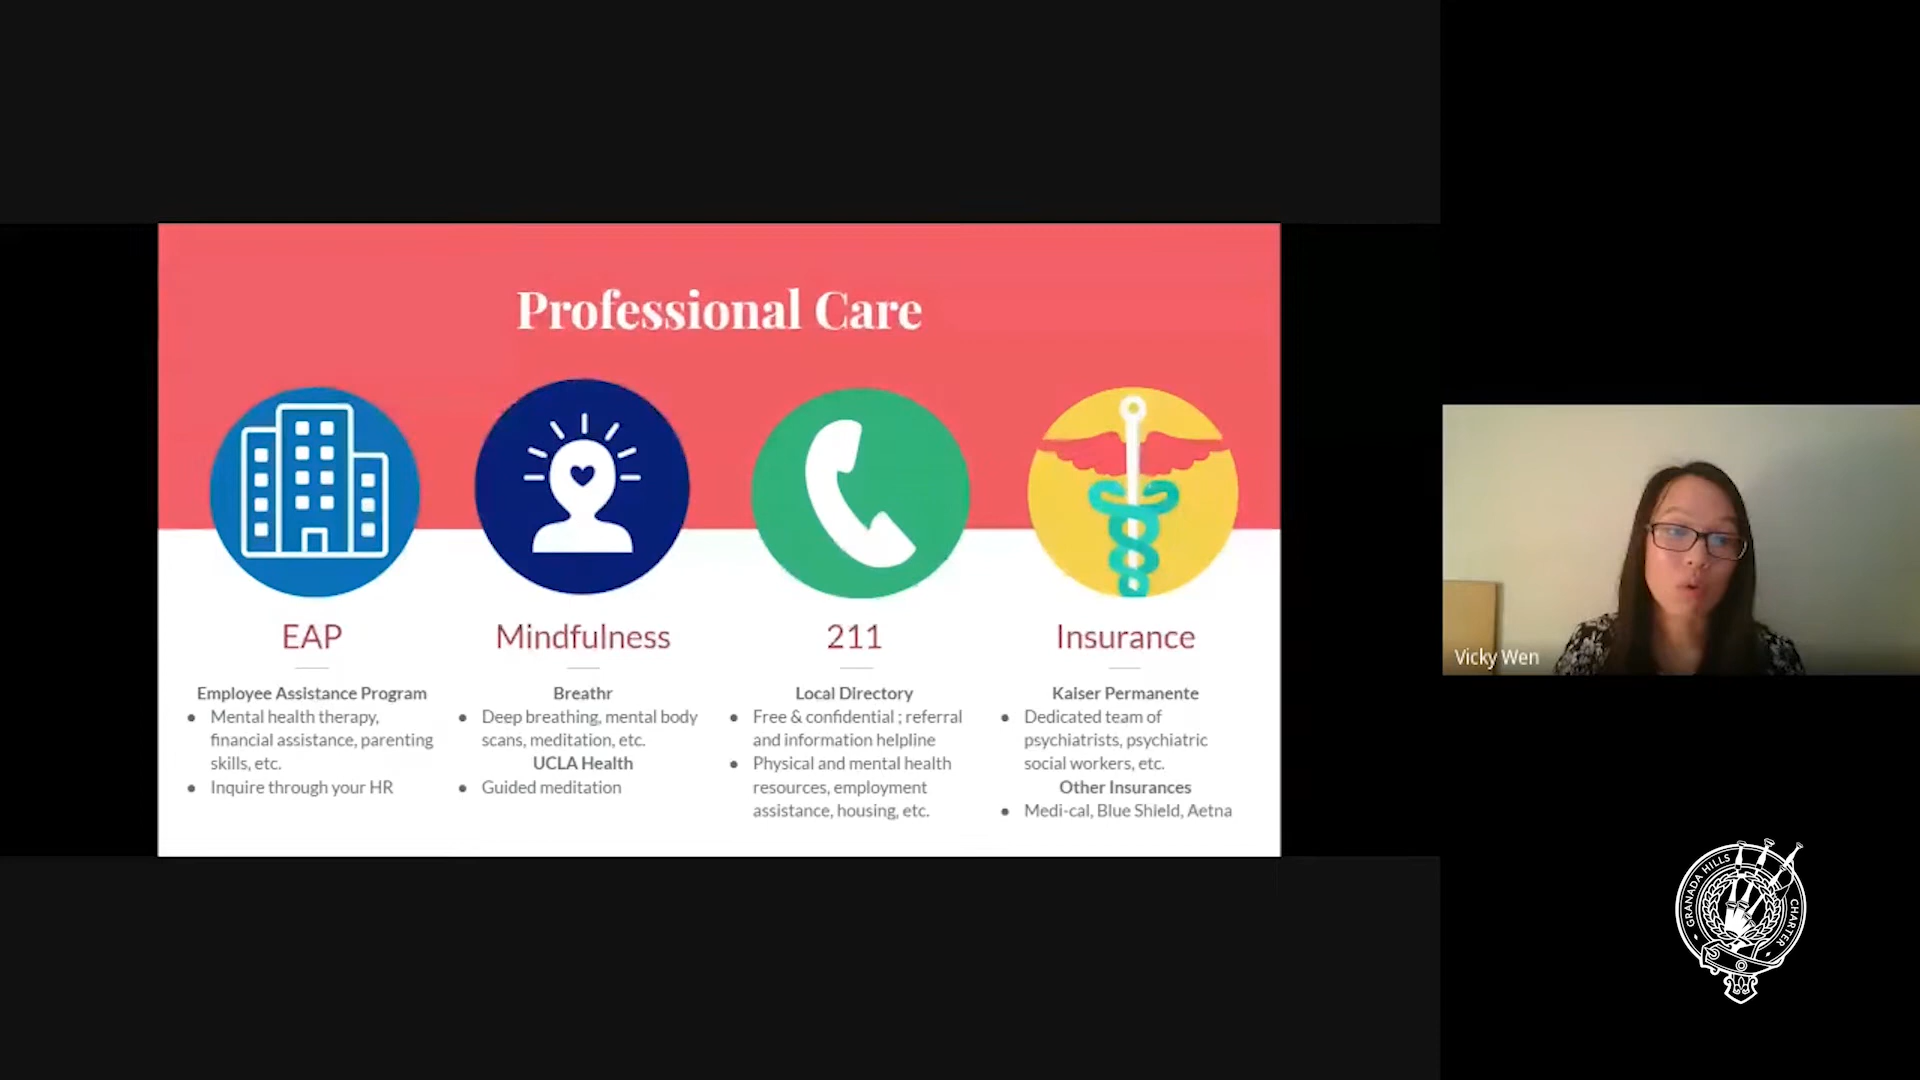 Professional Care
EAP
Employee Assistance Program
● Mental health therapy,
financial assistance, parenting
skills, etc.
● Inquire through your HR
Mindfulness
Breathr
● Deep breathing, mental body
scans, meditation, etc.
UCLA Health
● Guided meditation
211
Local Directory
● Free & confidential ; referral
and information helpline
● Physical and mental health
resources, employment
assistance, housing, etc.
Insurance
Kaiser Permanente
● Dedicated team of
psychiatrists, psychiatric
social workers, etc.
Other Insurances
● Medi-cal, Blue Shield, Aetna
Vicky Wen
GRANADA HILLS
CHARTER